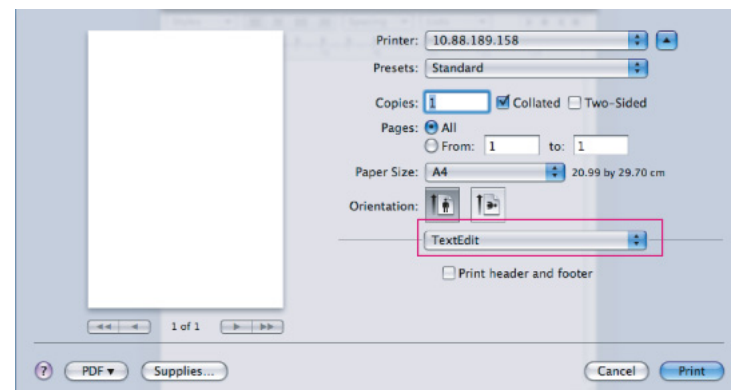 Printer: 10.88.189.158
Presets: Standard
Copies: 1 Collated Two-Sided
Pages: All
From: 1 to: 1
Paper Size: A4 20.99 by 29.70 cm
Orientation:
TextEdit
Print header and footer
1 of 1
? PDF Supplies... Cancel Print